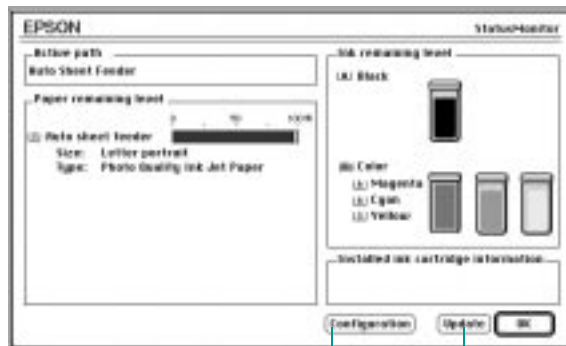 EPSON
StatusMonitor
Active path
Auto Sheet Feeder
Paper remaining level
0 50 100%
Auto sheet feeder
Size: Letter portrait
Type: Photo Quality Ink Jet Paper
Ink remaining level
(A) Black
(B) Color
Magenta
Cyan
Yellow
Installed ink cartridge information
Configuration
Update
OK